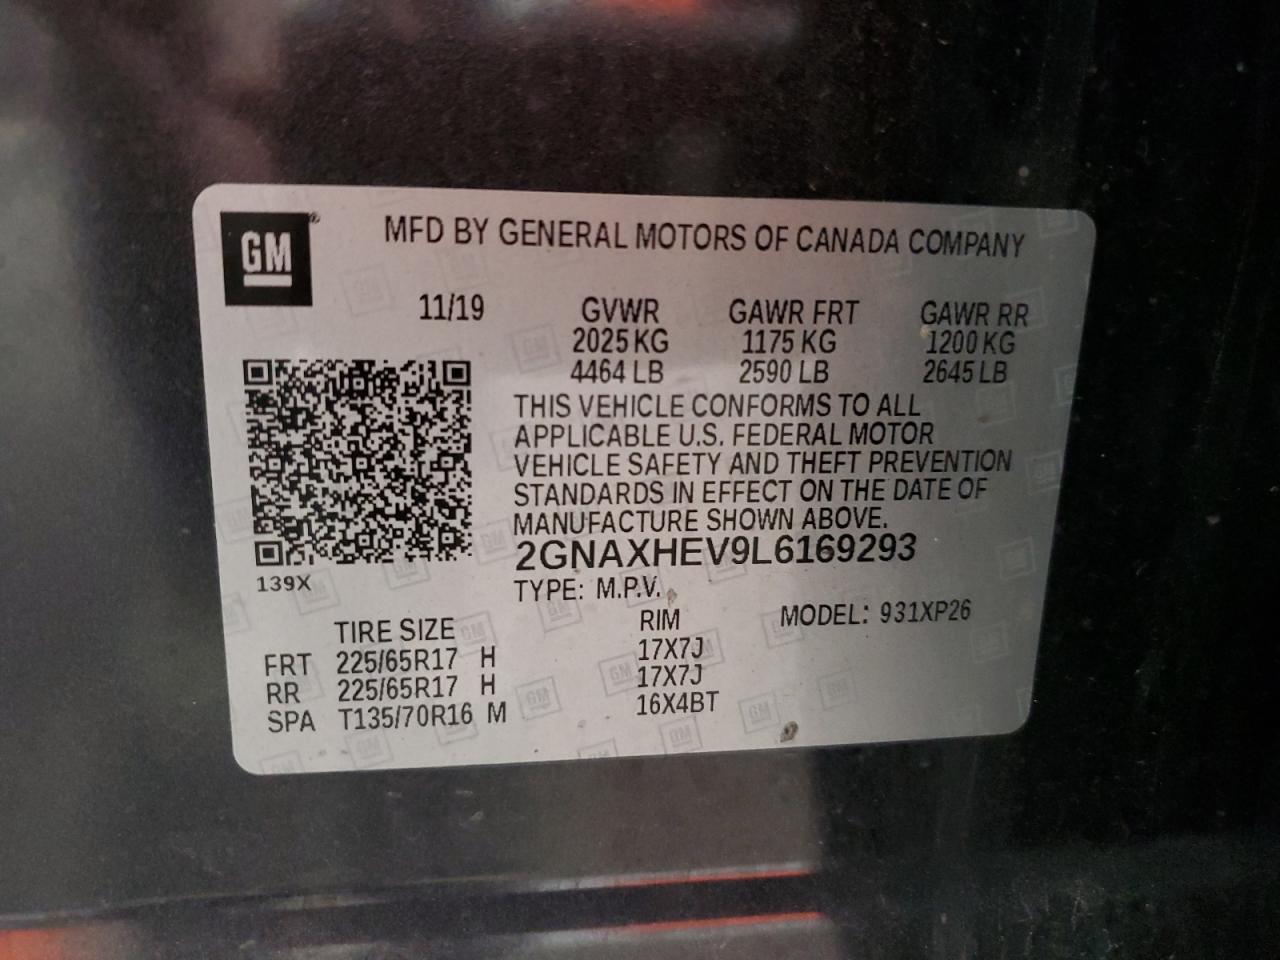 GM®
MFD BY GENERAL MOTORS OF CANADA COMPANY
11/19 GVWR GAWR FRT GAWR RR
2025 KG 1175 KG 1200 KG
4464 LB 2590 LB 2645 LB
THIS VEHICLE CONFORMS TO ALL
APPLICABLE U.S. FEDERAL MOTOR
VEHICLE SAFETY AND THEFT PREVENTION
STANDARDS IN EFFECT ON THE DATE OF
MANUFACTURE SHOWN ABOVE.
2GNAXHEV9L6169293
139X
TYPE: M.P.V.
TIRE SIZE RIM MODEL: 931XP26
FRT 225/65R17 H 17X7J
RR 225/65R17 H 17X7J
SPA T135/70R16 M 16X4BT